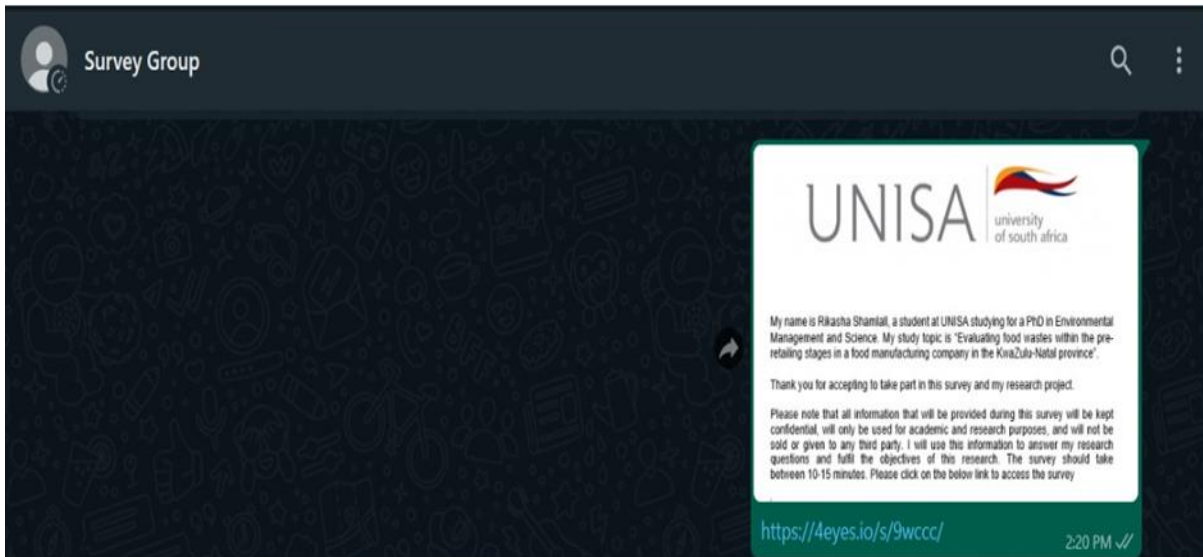 Survey Group
UNISA
university
of south africa
My name is Rikasha Shamlall, a student at UNISA studying for a PhD in Environmental
Management and Science. My study topic is “Evaluating food wastes within the pre-
retailing stages in a food manufacturing company in the KwaZulu-Natal province”.
Thank you for accepting to take part in this survey and my research project.
Please note that all information that will be provided during this survey will be kept
confidential, will only be used for academic and research purposes, and will not be
sold or given to any third party. I will use this information to answer my research
questions and fulfil the objectives of this research. The survey should take
between 10-15 minutes. Please click on the below link to access the survey
https://4eyes.io/s/9wccc/
2:20 PM